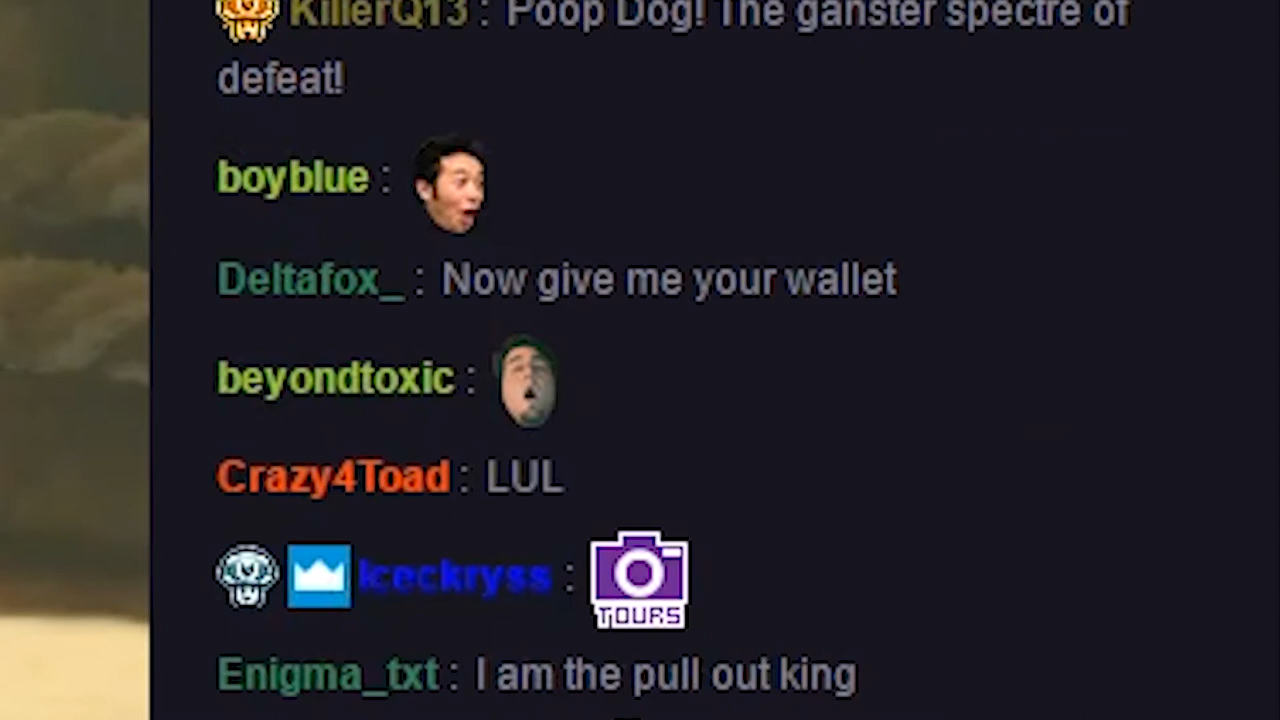 KillerQ13 : Poop Dog! The ganster spectre of
defeat!
boyblue :
Deltafox_ : Now give me your wallet
beyondtoxic :
Crazy4Toad : LUL
Iceckryss : TOURS
Enigma_txt : I am the pull out king